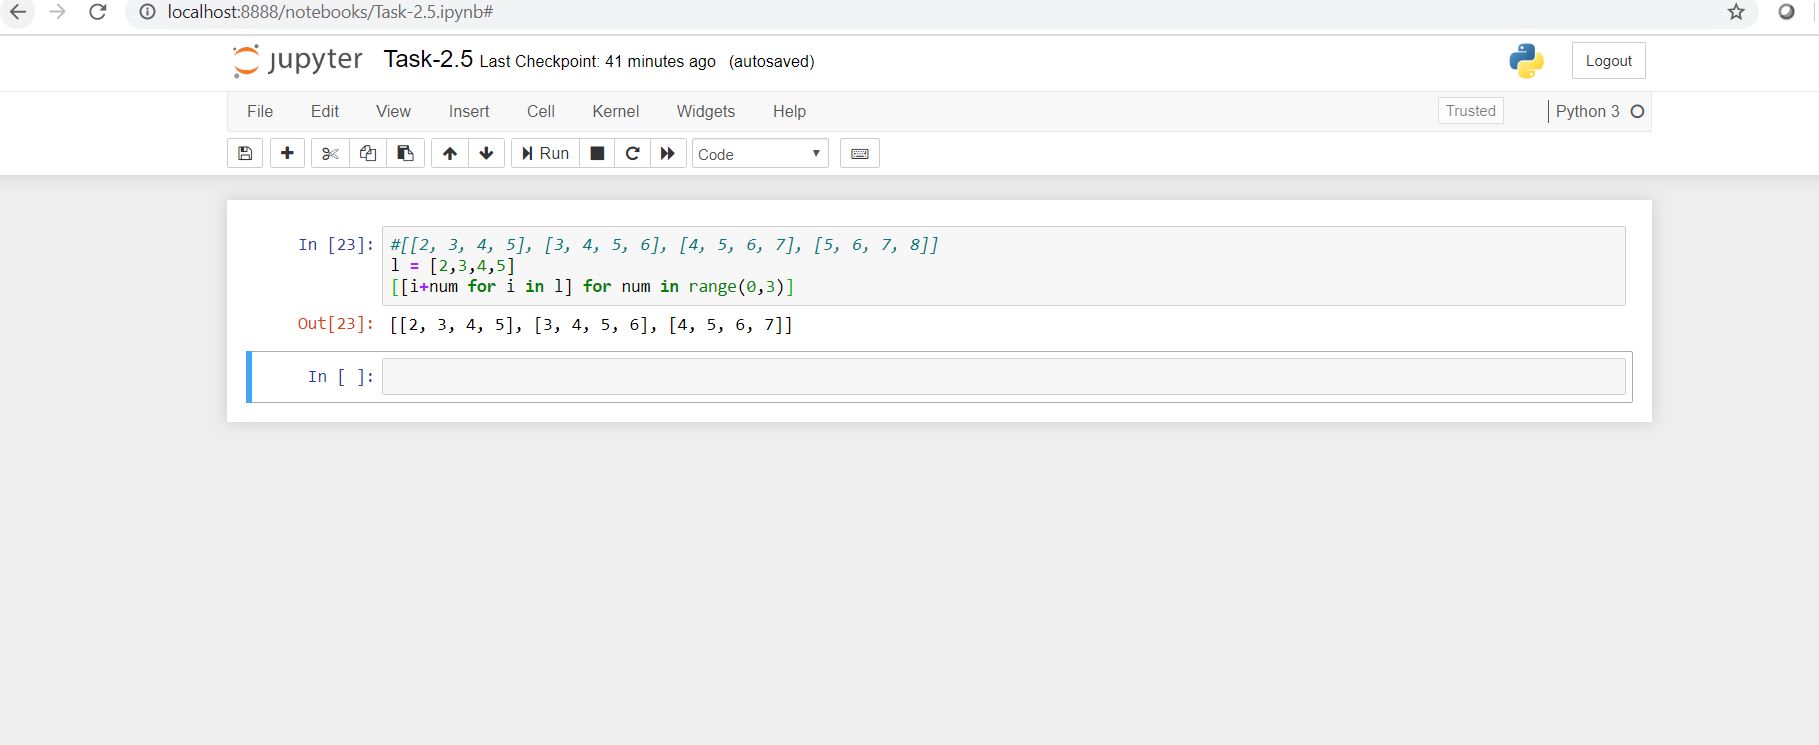 localhost:8888/notebooks/Task-2.5.ipynb#
jupyter Task-2.5 Last Checkpoint: 41 minutes ago (autosaved) Logout
File Edit View Insert Cell Kernel Widgets Help Trusted Python 3
Run Code
In [23]: #[[2, 3, 4, 5], [3, 4, 5, 6], [4, 5, 6, 7], [5, 6, 7, 8]]
l = [2,3,4,5]
[[i+num for i in l] for num in range(0,3)]
Out[23]: [[2, 3, 4, 5], [3, 4, 5, 6], [4, 5, 6, 7]]
In [ ]: